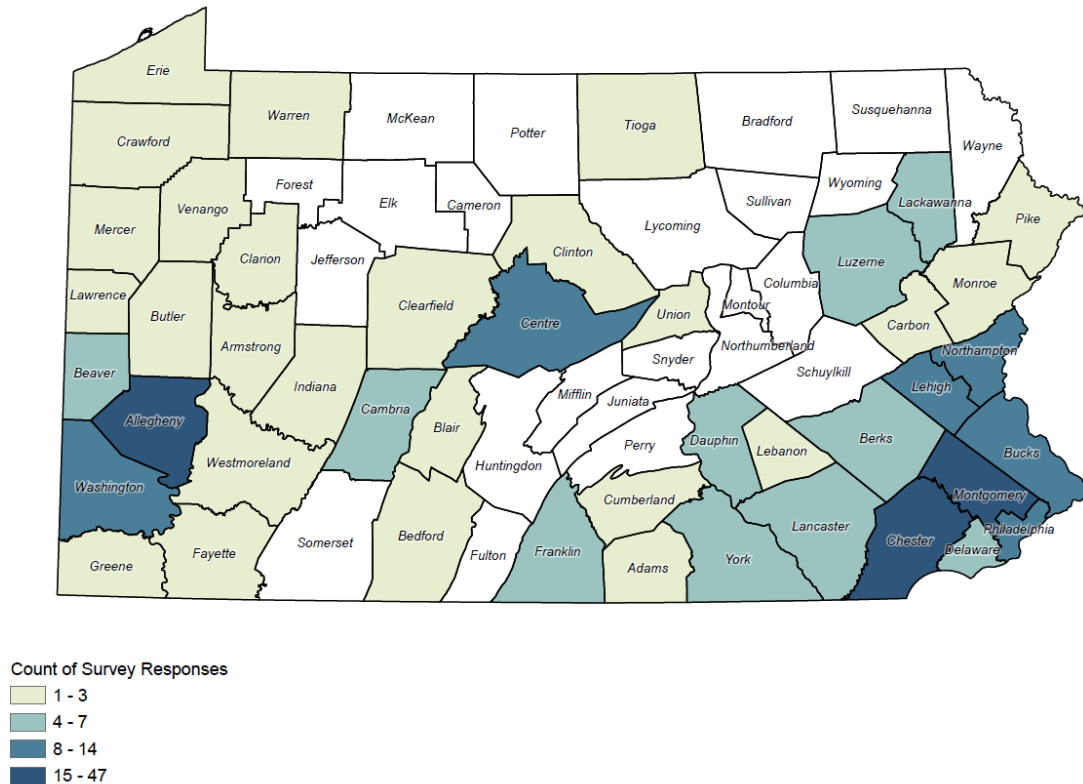 Erie
Warren
McKean
Potter
Tioga
Bradford
Susquehanna
Wayne
Crawford
Forest
Elk
Cameron
Wyoming
Lackawanna
Sullivan
Pike
Venango
Mercer
Lycoming
Clinton
Clarion
Jefferson
Luzerne
Columbia
Monroe
Lawrence
Butler
Clearfield
Centre
Union
Montour
Carbon
Armstrong
Northumberland
Northampton
Snyder
Schuylkill
Lehigh
Beaver
Indiana
Mifflin
Juniata
Allegheny
Cambria
Blair
Perry
Dauphin
Berks
Lebanon
Bucks
Westmoreland
Huntingdon
Washington
Cumberland
Montgomery
Lancaster
Philadelphia
Somerset
Bedford
Fulton
Franklin
York
Chester
Delaware
Greene
Fayette
Adams
Count of Survey Responses
1 - 3
4 - 7
8 - 14
15 - 47